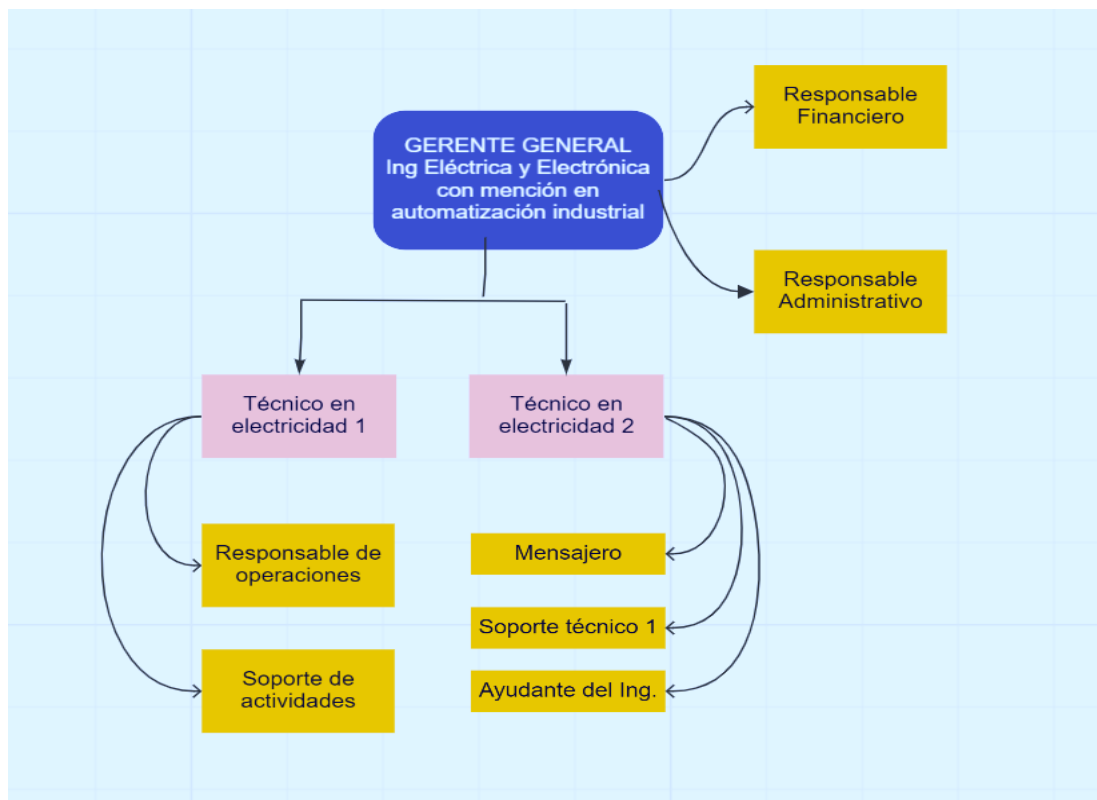 GERENTE GENERAL
Ing Eléctrica y Electrónica
con mención en
automatización industrial
Responsable
Financiero
Responsable
Administrativo
Técnico en
electricidad 1
Técnico en
electricidad 2
Responsable de
operaciones
Soporte de
actividades
Mensajero
Soporte técnico 1
Ayudante del Ing.